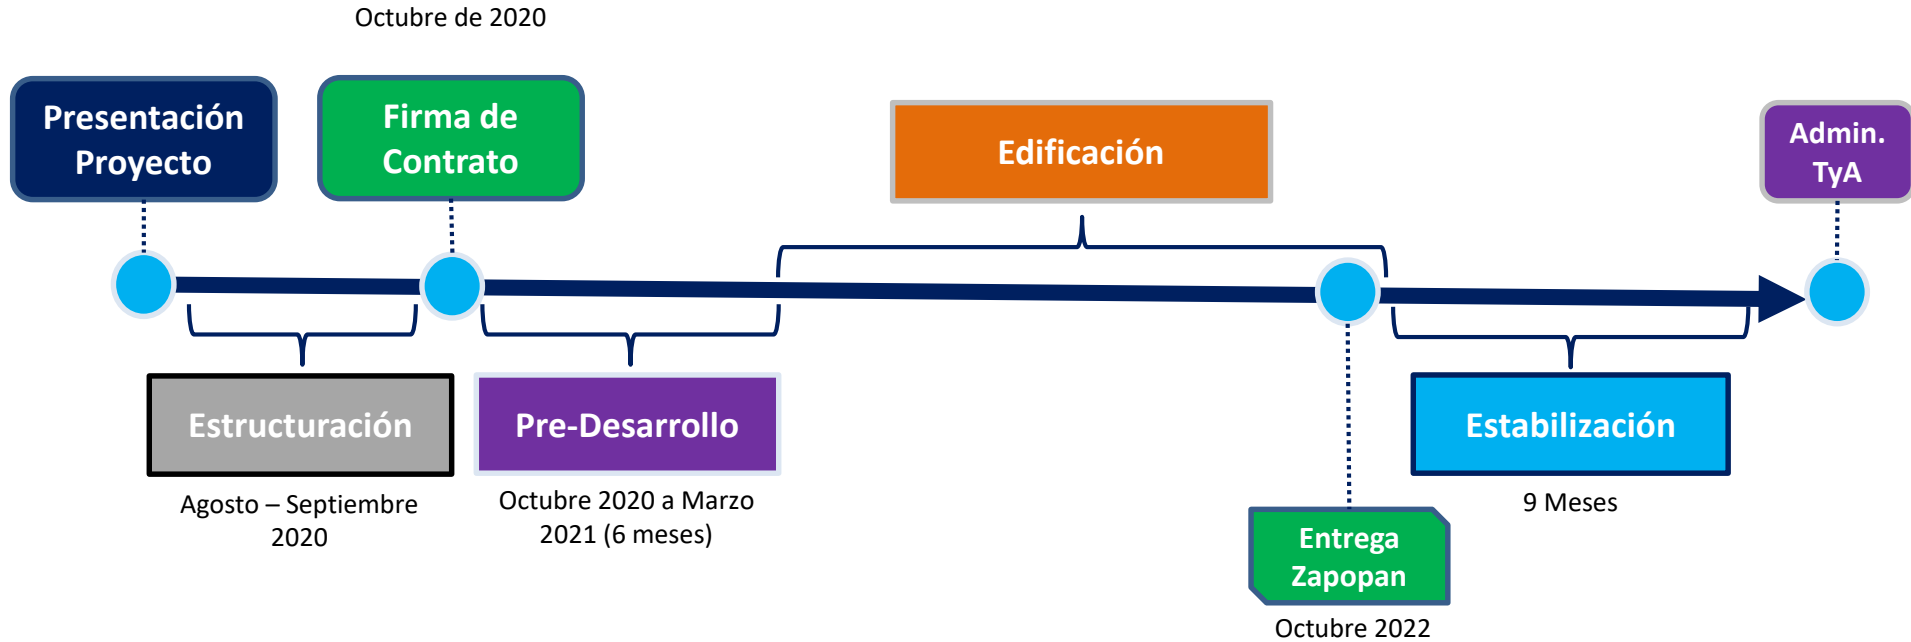 Octubre de 2020
Presentación
Proyecto
Firma de
Contrato
Edificación
Admin.
TyA
Estructuración
Pre-Desarrollo
Estabilización
Agosto – Septiembre
2020
Octubre 2020 a Marzo
2021 (6 meses)
9 Meses
Entrega
Zapopan
Octubre 2022